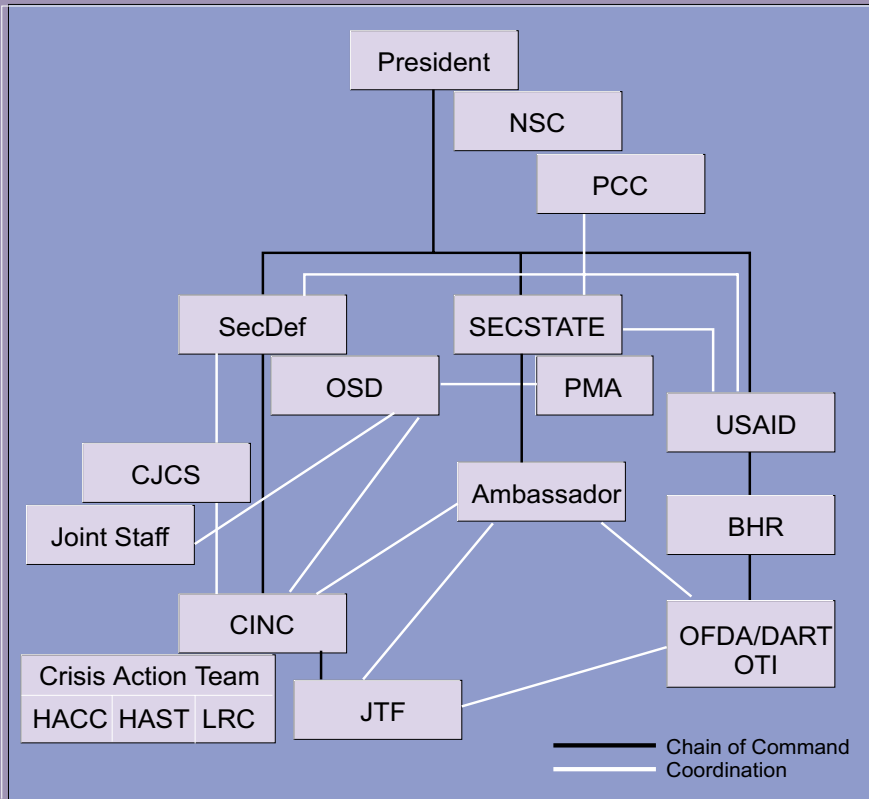 President
NSC
PCC
SecDef
SECSTATE
OSD
PMA
USAID
CJCS
Ambassador
Joint Staff
BHR
CINC
OFDA/DART
OTI
Crisis Action Team
HACC HAST LRC
JTF
Chain of Command
Coordination